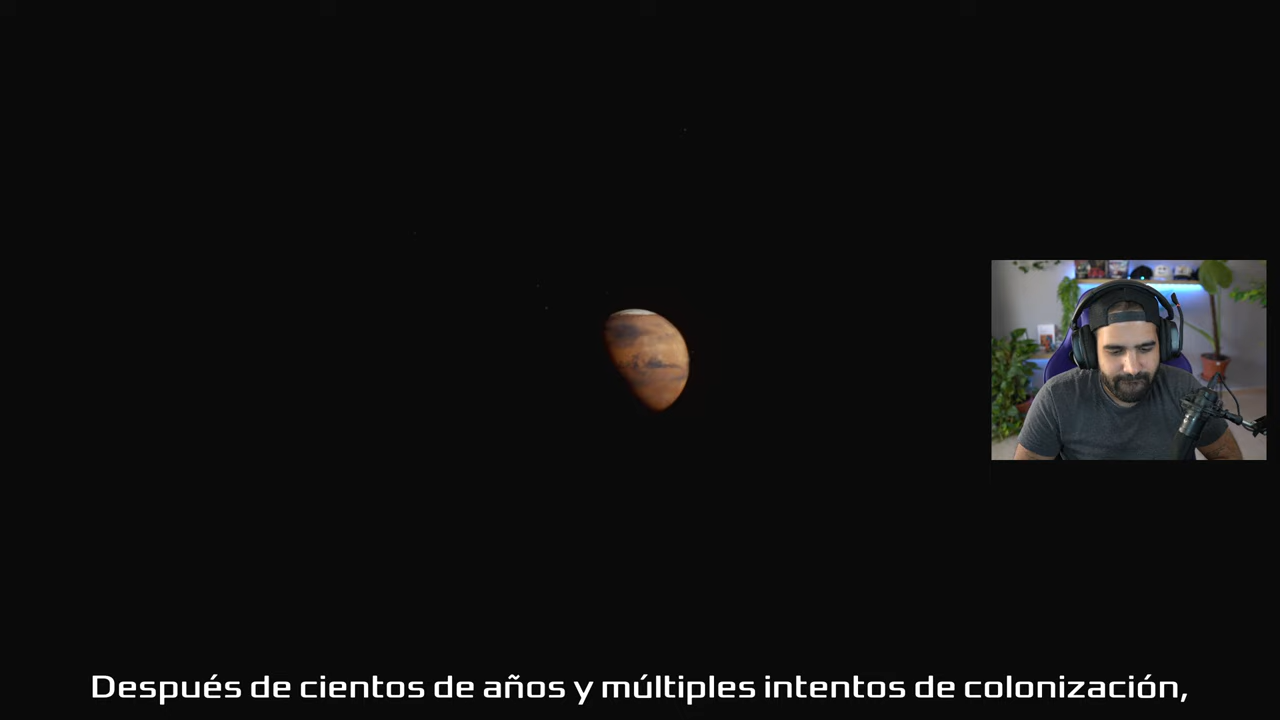 Después de cientos de años y múltiples intentos de colonización,